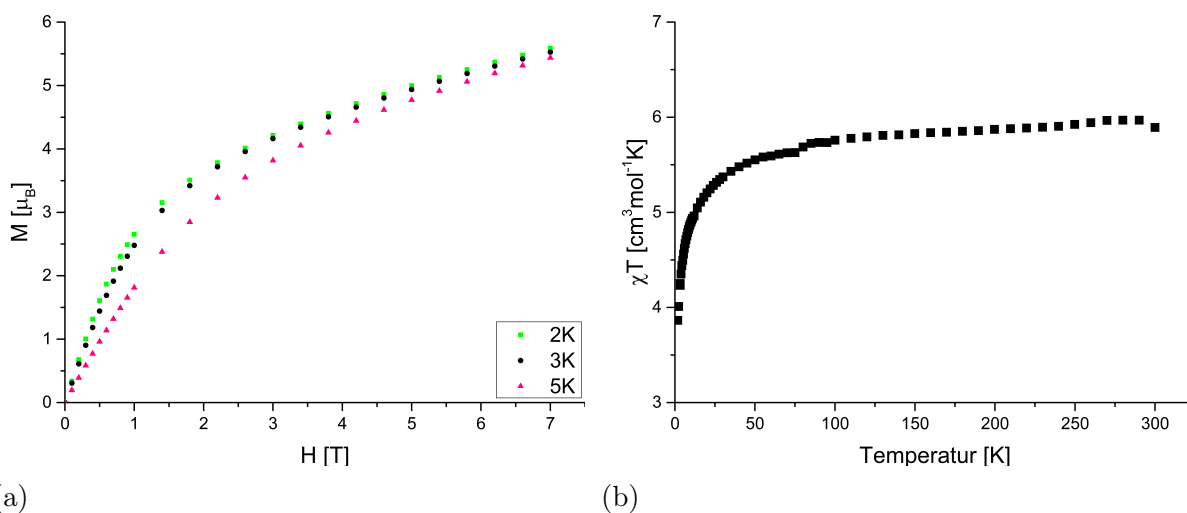 6
5
4
3
2
1
0
M [μB]
0 1 2 3 4 5 6 7
H [T]
2K
3K
5K
(a)
7
6
5
4
3
χT [cm³mol⁻¹K]
0 50 100 150 200 250 300
Temperatur [K]
(b)